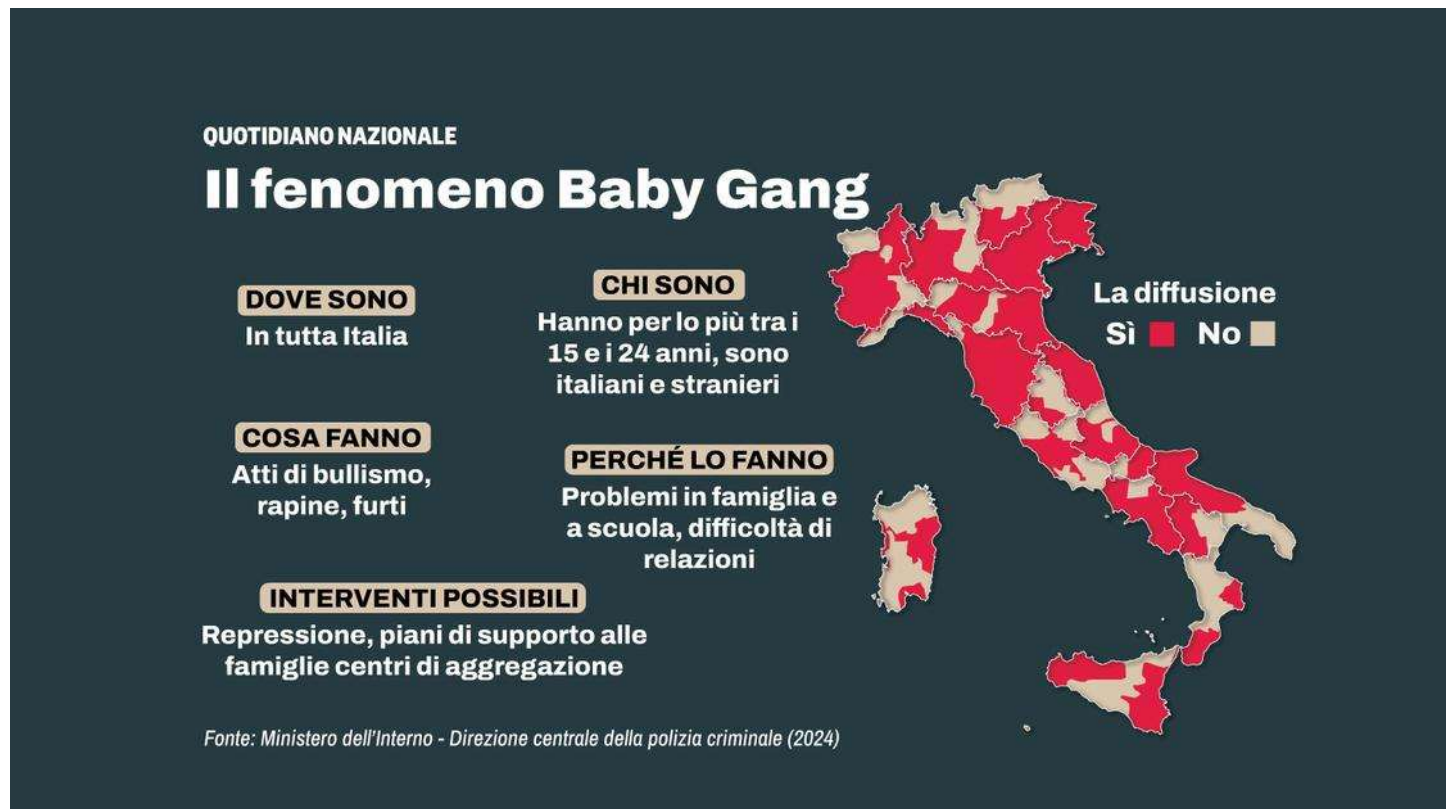 QUOTIDIANO NAZIONALE
Il fenomeno Baby Gang
DOVE SONO
In tutta Italia
CHI SONO
Hanno per lo più tra i
15 e i 24 anni, sono
italiani e stranieri
COSA FANNO
Atti di bullismo,
rapine, furti
PERCHÉ LO FANNO
Problemi in famiglia e
a scuola, difficoltà di
relazioni
INTERVENTI POSSIBILI
Repressione, piani di supporto alle
famiglie centri di aggregazione
La diffusione
Sì No
Fonte: Ministero dell'Interno - Direzione centrale della polizia criminale (2024)